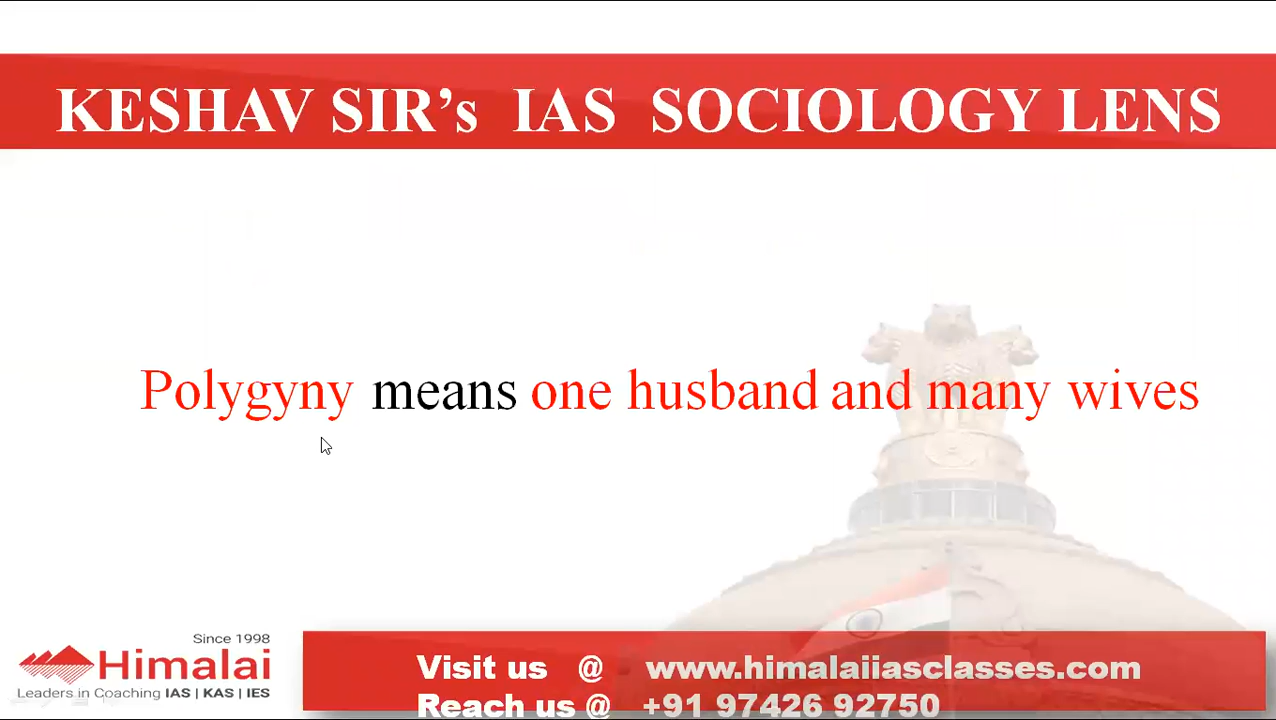 KESHAV SIR’s IAS SOCIOLOGY LENS
Polygyny means one husband and many wives
Since 1998
Himalai
Leaders in Coaching IAS | KAS | IES
Visit us @ www.himalaiiasclasses.com
Reach us @ +91 97426 92750